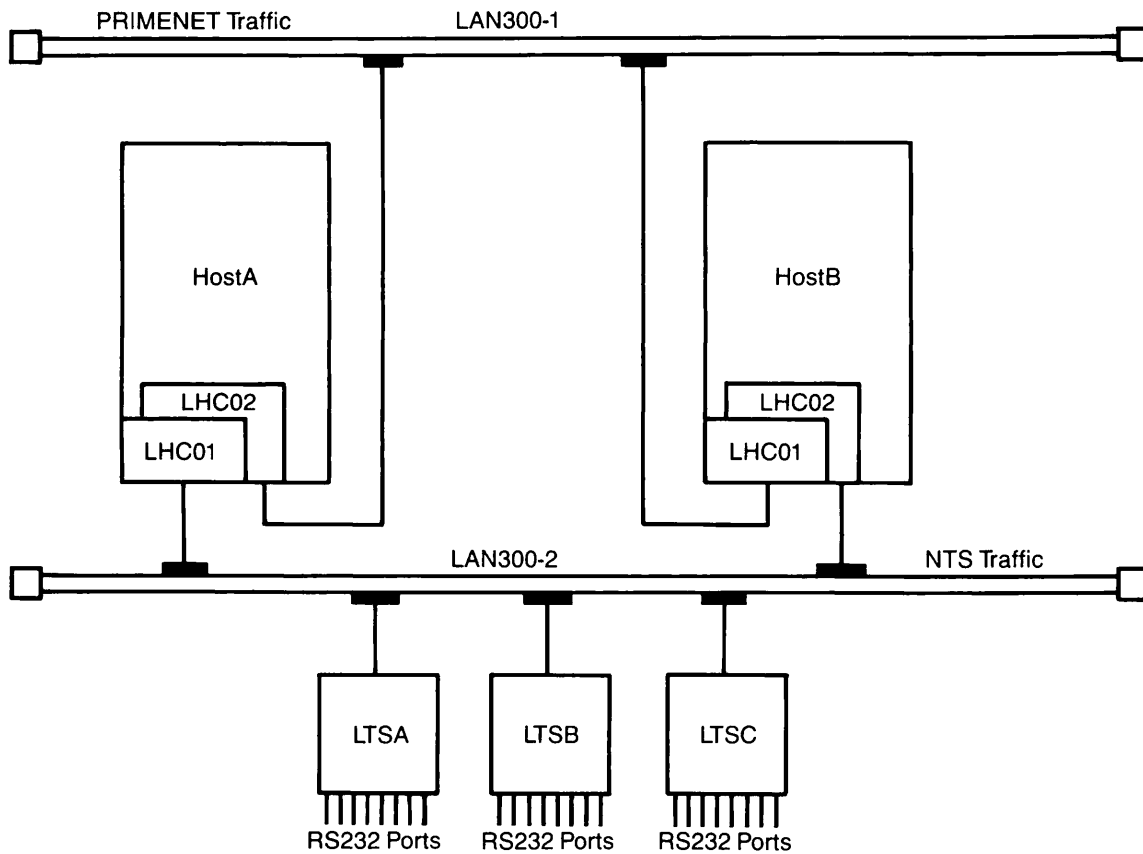 PRIMENET Traffic
LAN300-1
HostA
HostB
LHC02
LHC01
LHC02
LHC01
LAN300-2
NTS Traffic
LTSA
LTSB
LTSC
RS232 Ports
RS232 Ports
RS232 Ports